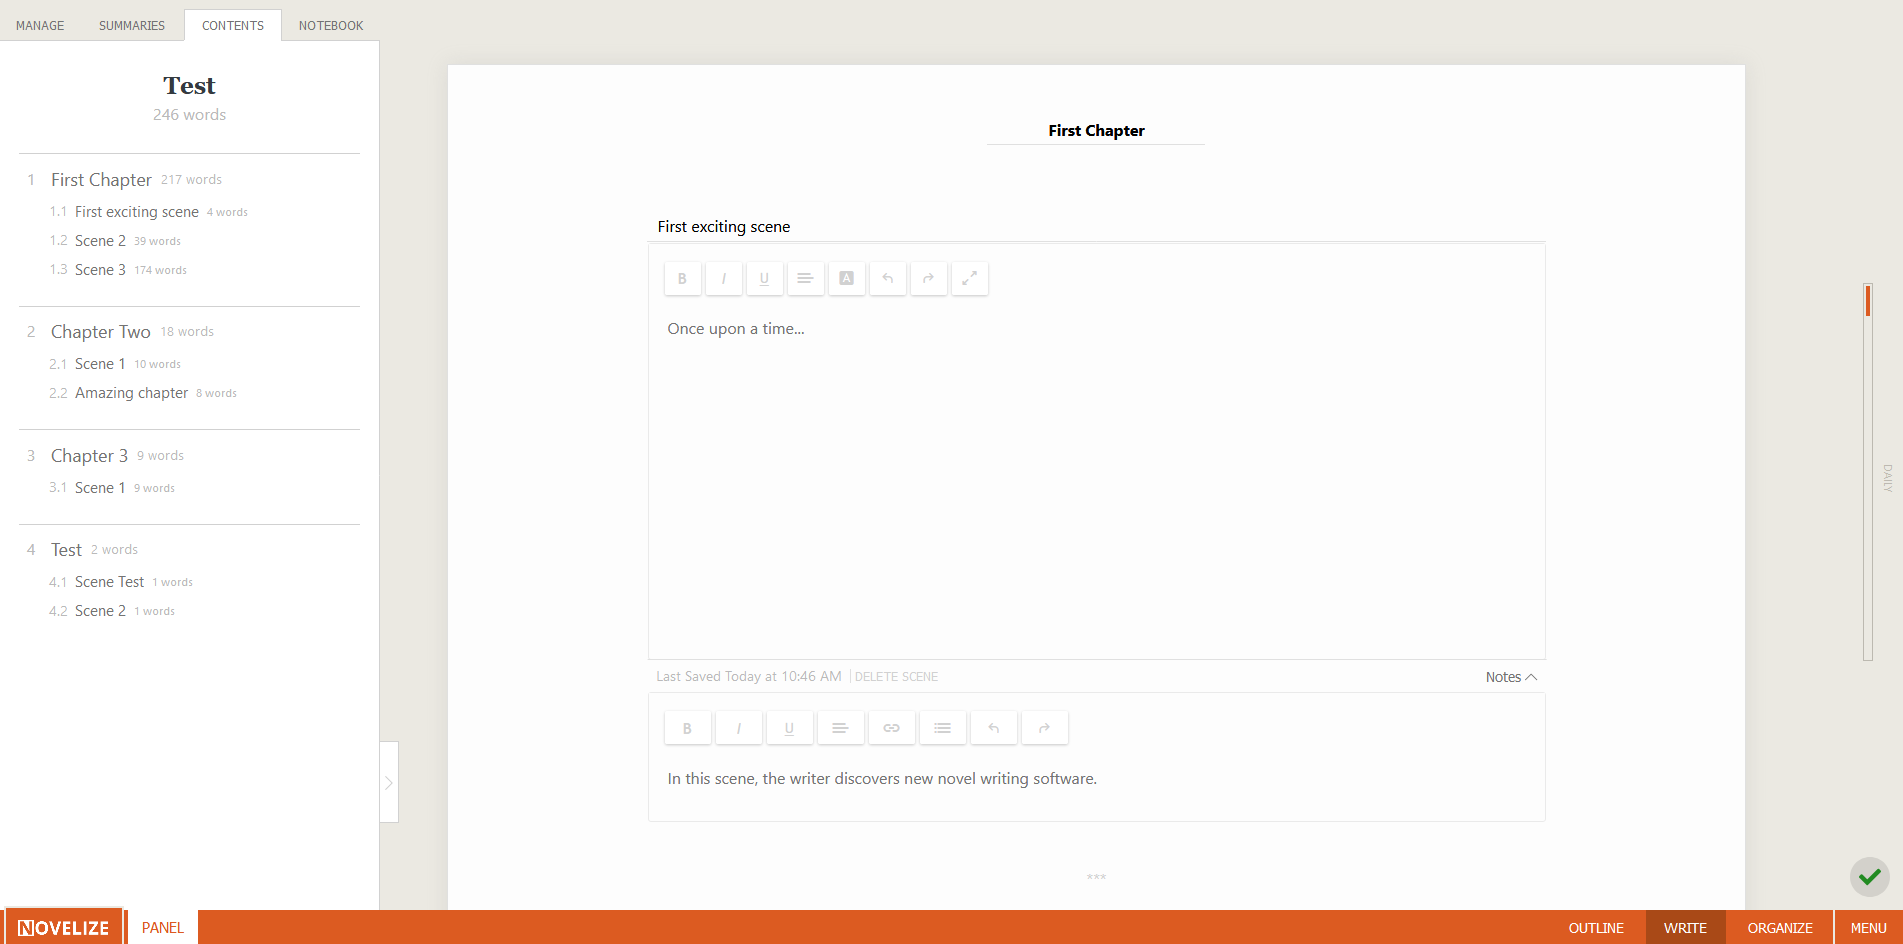 MANAGE SUMMARIES CONTENTS NOTEBOOK
Test
246 words
1 First Chapter 217 words
1.1 First exciting scene 4 words
1.2 Scene 2 39 words
1.3 Scene 3 174 words
2 Chapter Two 18 words
2.1 Scene 1 10 words
2.2 Amazing chapter 8 words
3 Chapter 3 9 words
3.1 Scene 1 9 words
4 Test 2 words
4.1 Scene Test 1 words
4.2 Scene 2 1 words
First Chapter
First exciting scene
B I U A
Once upon a time...
Last Saved Today at 10:46 AM DELETE SCENE Notes
B I U
In this scene, the writer discovers new novel writing software.
***
DAILY
NOVELIZE PANEL OUTLINE WRITE ORGANIZE MENU